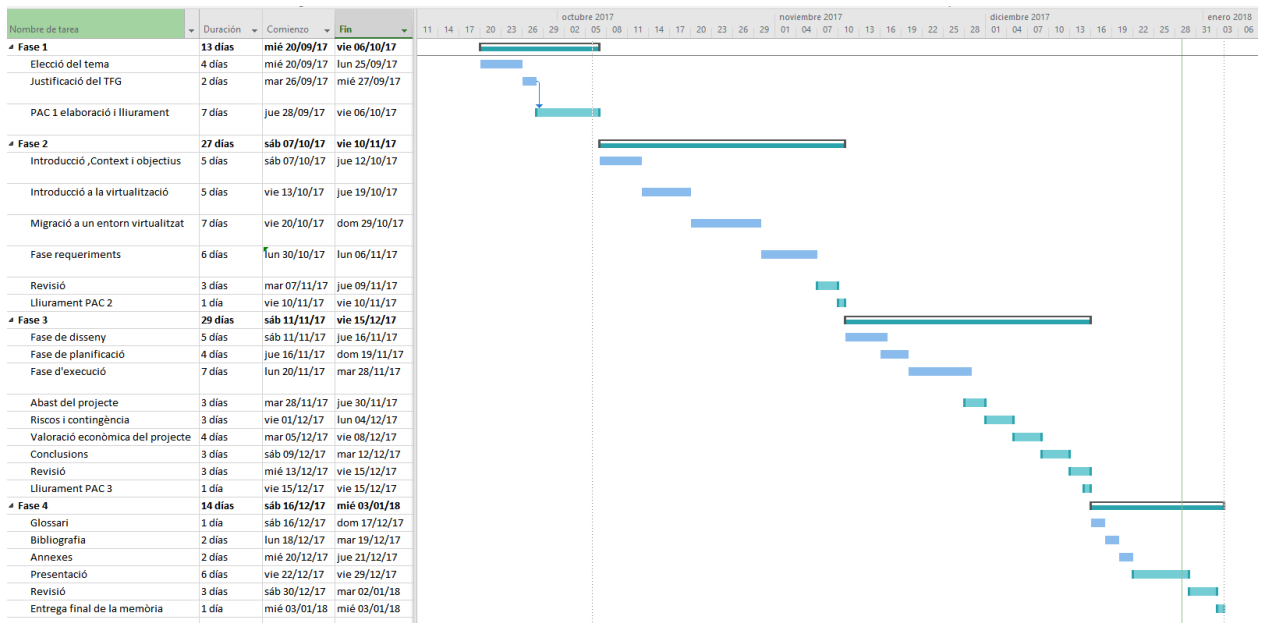 octubre 2017 noviembre 2017 diciembre 2017 enero 2018
Nombre de tarea Duración Comienzo Fin 11 14 17 20 23 26 29 02 05 08 11 14 17 20 23 26 29 01 04 07 10 13 16 19 22 25 28 01 04 07 10 13 16 19 22 25 28 31 03 06
Fase 1 13 días mié 20/09/17 vie 06/10/17
Elecció del tema 4 días mié 20/09/17 lun 25/09/17
Justificació del TFG 2 días mar 26/09/17 mié 27/09/17
PAC 1 elaboració i lliurament 7 días jue 28/09/17 vie 06/10/17
Fase 2 27 días sáb 07/10/17 vie 10/11/17
Introducció ,Context i objectius 5 días sáb 07/10/17 jue 12/10/17
Introducció a la virtualització 5 días vie 13/10/17 jue 19/10/17
Migració a un entorn virtualitzat 7 días vie 20/10/17 dom 29/10/17
Fase requeriments 6 días lun 30/10/17 lun 06/11/17
Revisió 3 días mar 07/11/17 jue 09/11/17
Lliurament PAC 2 1 día vie 10/11/17 vie 10/11/17
Fase 3 29 días sáb 11/11/17 vie 15/12/17
Fase de disseny 5 días sáb 11/11/17 jue 16/11/17
Fase de planificació 4 días jue 16/11/17 dom 19/11/17
Fase d'execució 7 días lun 20/11/17 mar 28/11/17
Abast del projecte 3 días mar 28/11/17 jue 30/11/17
Riscos i contingència 3 días vie 01/12/17 lun 04/12/17
Valoració econòmica del projecte 4 días mar 05/12/17 vie 08/12/17
Conclusions 3 días sáb 09/12/17 mar 12/12/17
Revisió 3 días mié 13/12/17 vie 15/12/17
Lliurament PAC 3 1 día vie 15/12/17 vie 15/12/17
Fase 4 14 días sáb 16/12/17 mié 03/01/18
Glossari 1 día sáb 16/12/17 dom 17/12/17
Bibliografia 2 días lun 18/12/17 mar 19/12/17
Annexes 2 días mié 20/12/17 jue 21/12/17
Presentació 6 días vie 22/12/17 vie 29/12/17
Revisió 3 días sáb 30/12/17 mar 02/01/18
Entrega final de la memòria 1 día mié 03/01/18 mié 03/01/18